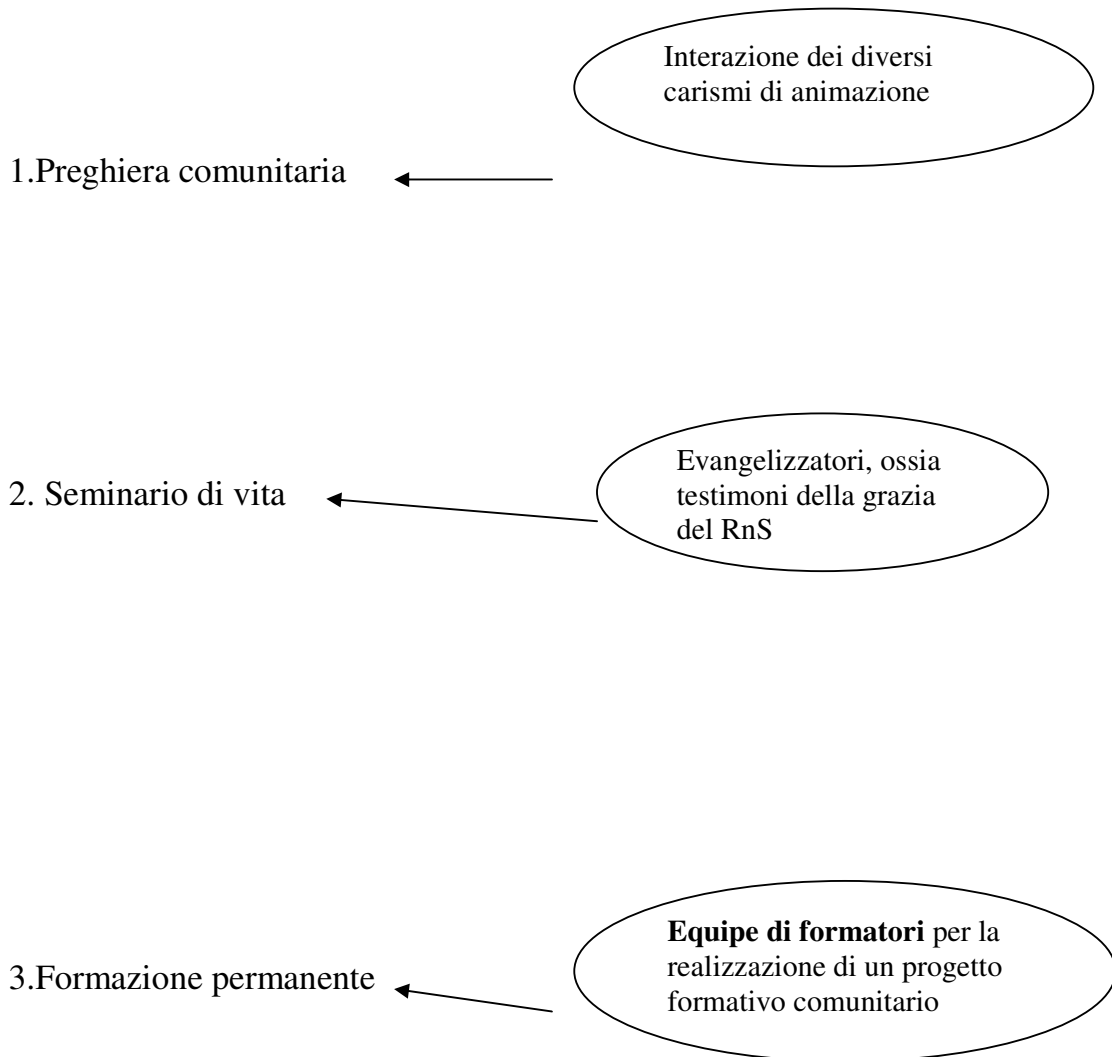 Interazione dei diversi
carismi di animazione
1.Preghiera comunitaria
Evangelizzatori, ossia
testimoni della grazia
del RnS
2. Seminario di vita
Equipe di formatori per la
realizzazione di un progetto
formativo comunitario
3.Formazione permanente